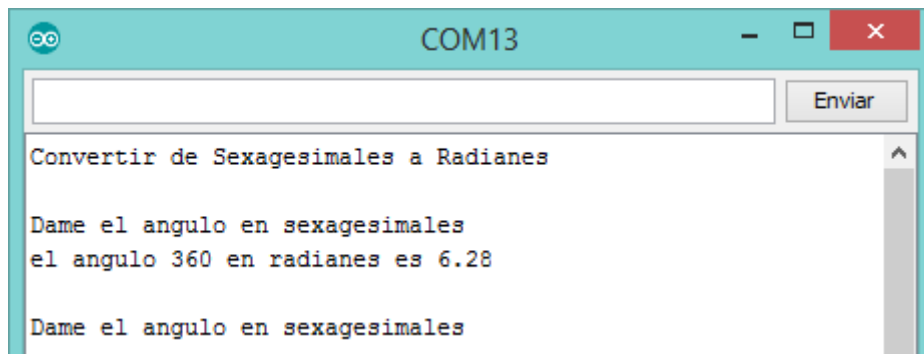 COM13
Enviar
Convertir de Sexagesimales a Radianes
Dame el angulo en sexagesimales
el angulo 360 en radianes es 6.28
Dame el angulo en sexagesimales